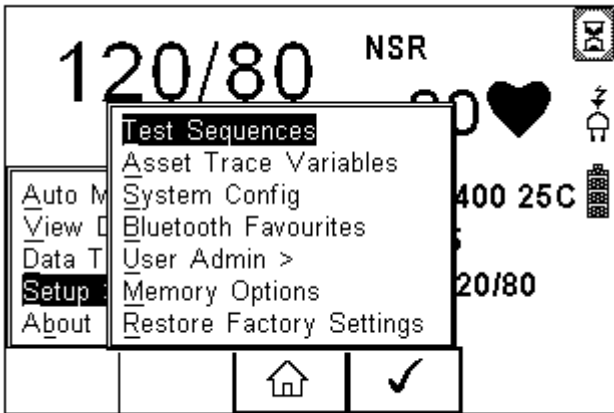 120/80
NSR
Test Sequences
Asset Trace Variables
System Config
Bluetooth Favourites
User Admin >
Memory Options
Restore Factory Settings
Auto M
View
Data T
Setup
About
400 25C
20/80